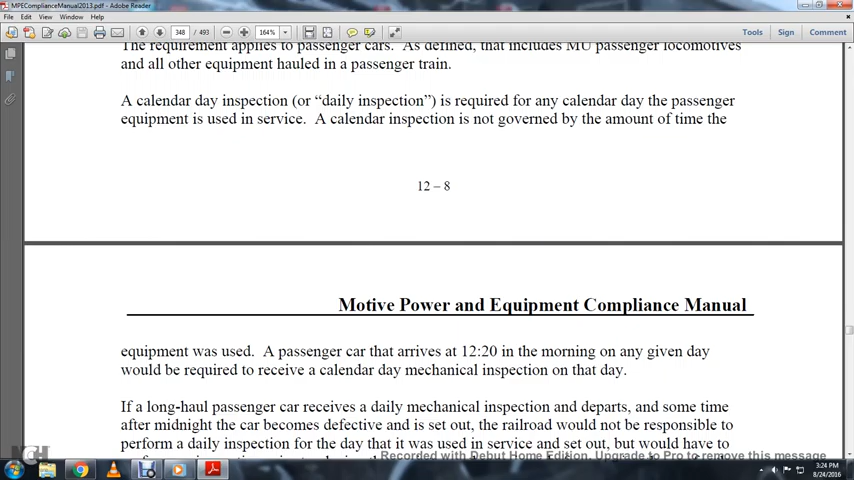 MPEComplianceManual2013.pdf - Adobe Reader
File Edit View Window Help
348 / 493 164% Tools Sign Comment
The requirement applies to passenger cars. As defined, that includes MU passenger locomotives
and all other equipment hauled in a passenger train.
A calendar day inspection (or “daily inspection”) is required for any calendar day the passenger
equipment is used in service. A calendar inspection is not governed by the amount of time the
12 – 8
Motive Power and Equipment Compliance Manual
equipment was used. A passenger car that arrives at 12:20 in the morning on any given day
would be required to receive a calendar day mechanical inspection on that day.
If a long-haul passenger car receives a daily mechanical inspection and departs, and some time
after midnight the car becomes defective and is set out, the railroad would not be responsible to
perform a daily inspection for the day that it was used in service and set out, but would have to
Recorded with Debut Home Edition. Upgrade to Pro to remove this message
NCH
3:24 PM
8/24/2016